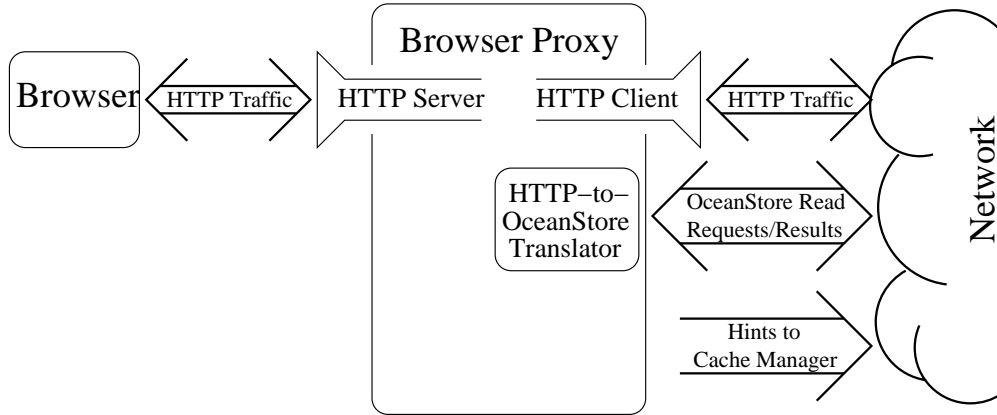 Browser Proxy
Browser
HTTP Traffic
HTTP Server
HTTP Client
HTTP Traffic
HTTP–to–
OceanStore
Translator
OceanStore Read
Requests/Results
Hints to
Cache Manager
Network